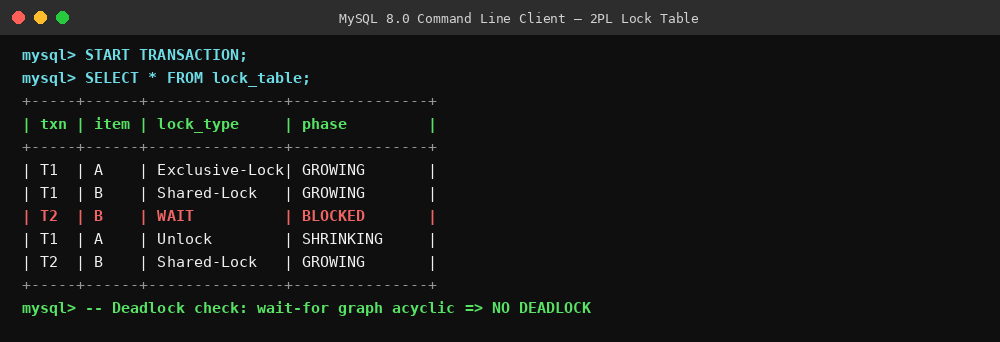 MySQL 8.0 Command Line Client — 2PL Lock Table
mysql> START TRANSACTION;
mysql> SELECT * FROM lock_table;
+-----+------+---------------+---------------+
| txn | item | lock_type     | phase         |
+-----+------+---------------+---------------+
| T1  | A    | Exclusive-Lock| GROWING       |
| T1  | B    | Shared-Lock   | GROWING       |
| T2  | B    | WAIT          | BLOCKED       |
| T1  | A    | Unlock        | SHRINKING     |
| T2  | B    | Shared-Lock   | GROWING       |
+-----+------+---------------+---------------+
mysql> -- Deadlock check: wait-for graph acyclic => NO DEADLOCK